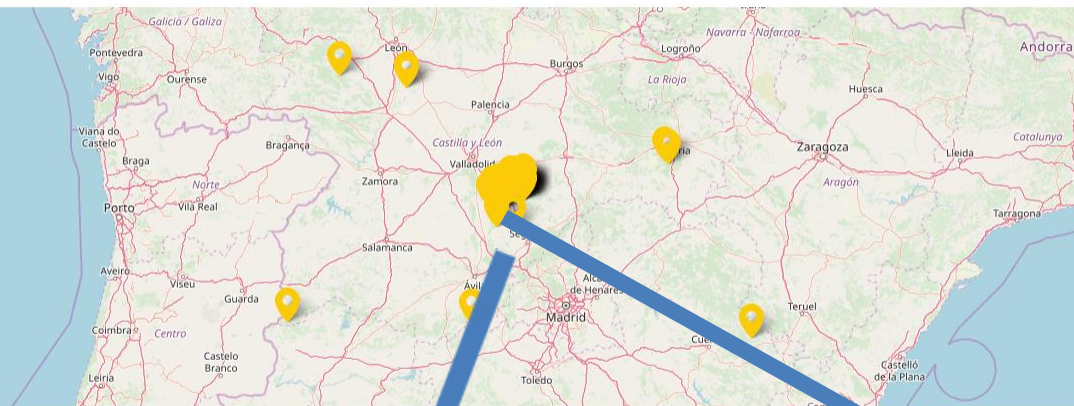 Galicia / Galiza
Navarra - Nafarroa
Andorra
Pontevedra
León
Logroño
Vigo
Ourense
Burgos
La Rioja
Huesca
Palencia
Viana do
Castelo
Bragança
Castilla y León
Catalunya
Braga
Valladolid
Zaragoza
Lleida
Zamora
Norte
Aragón
Porto
Vila Real
Tarragona
Salamanca
Aveiro
Viseu
Guarda
Ávila
de Henares
Madrid
Teruel
Coimbra
Centro
Castelo
Branco
Castelló
de la Plana
Leiria
Toledo